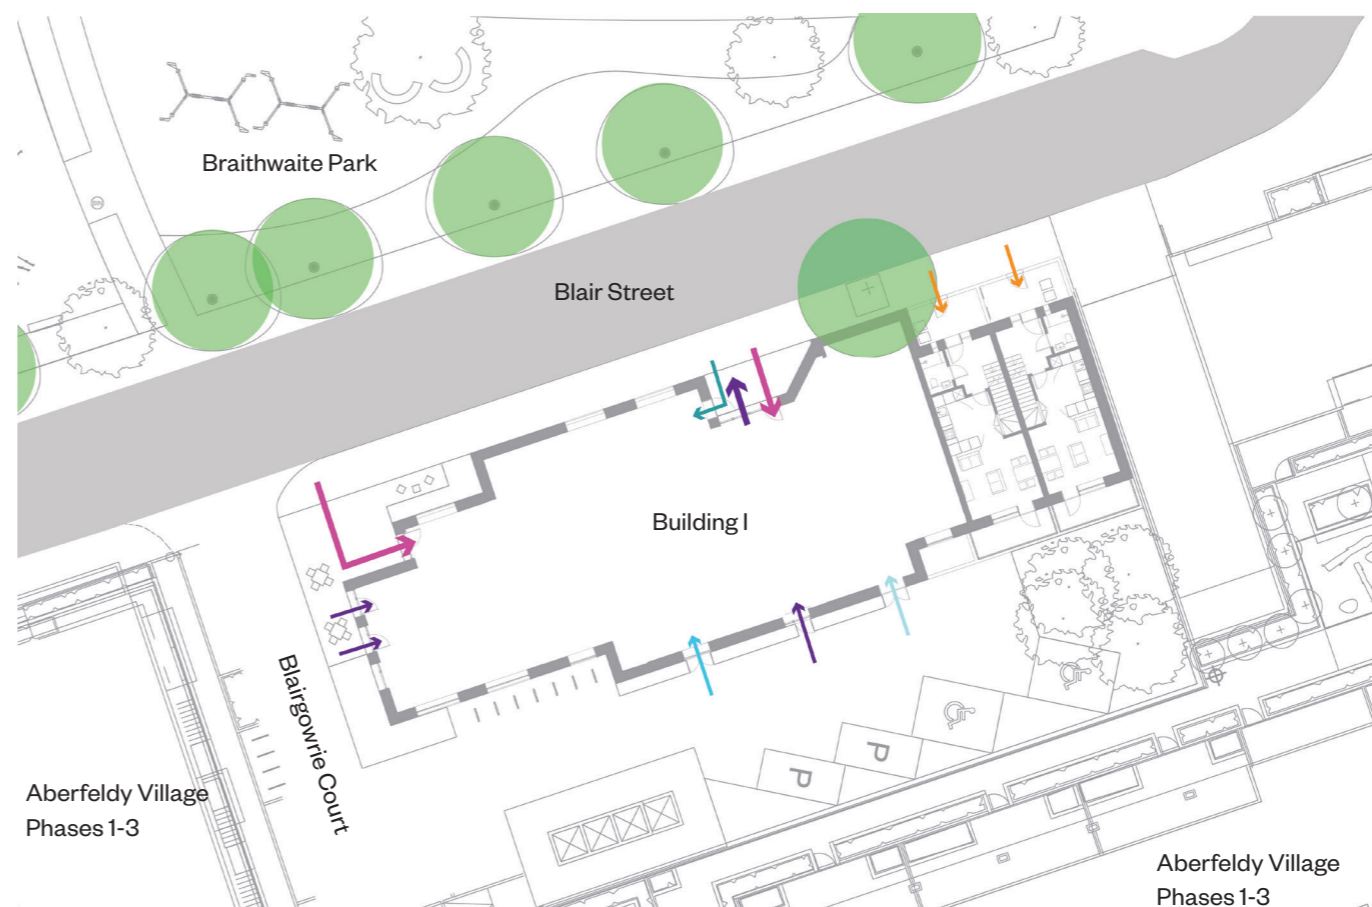 Braithwaite Park
Blair Street
Building I
Blairgowrie Court
P
P
Aberfeldy Village
Phases 1-3
Aberfeldy Village
Phases 1-3